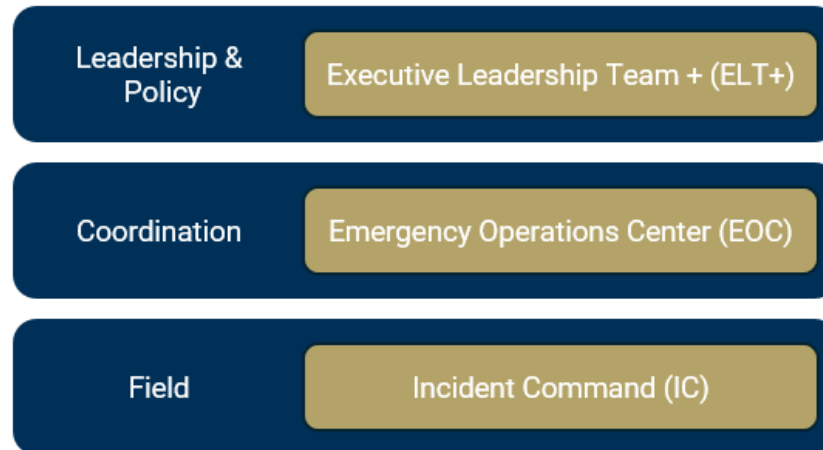 Leadership &
Policy
Executive Leadership Team + (ELT+)
Coordination
Emergency Operations Center (EOC)
Field
Incident Command (IC)